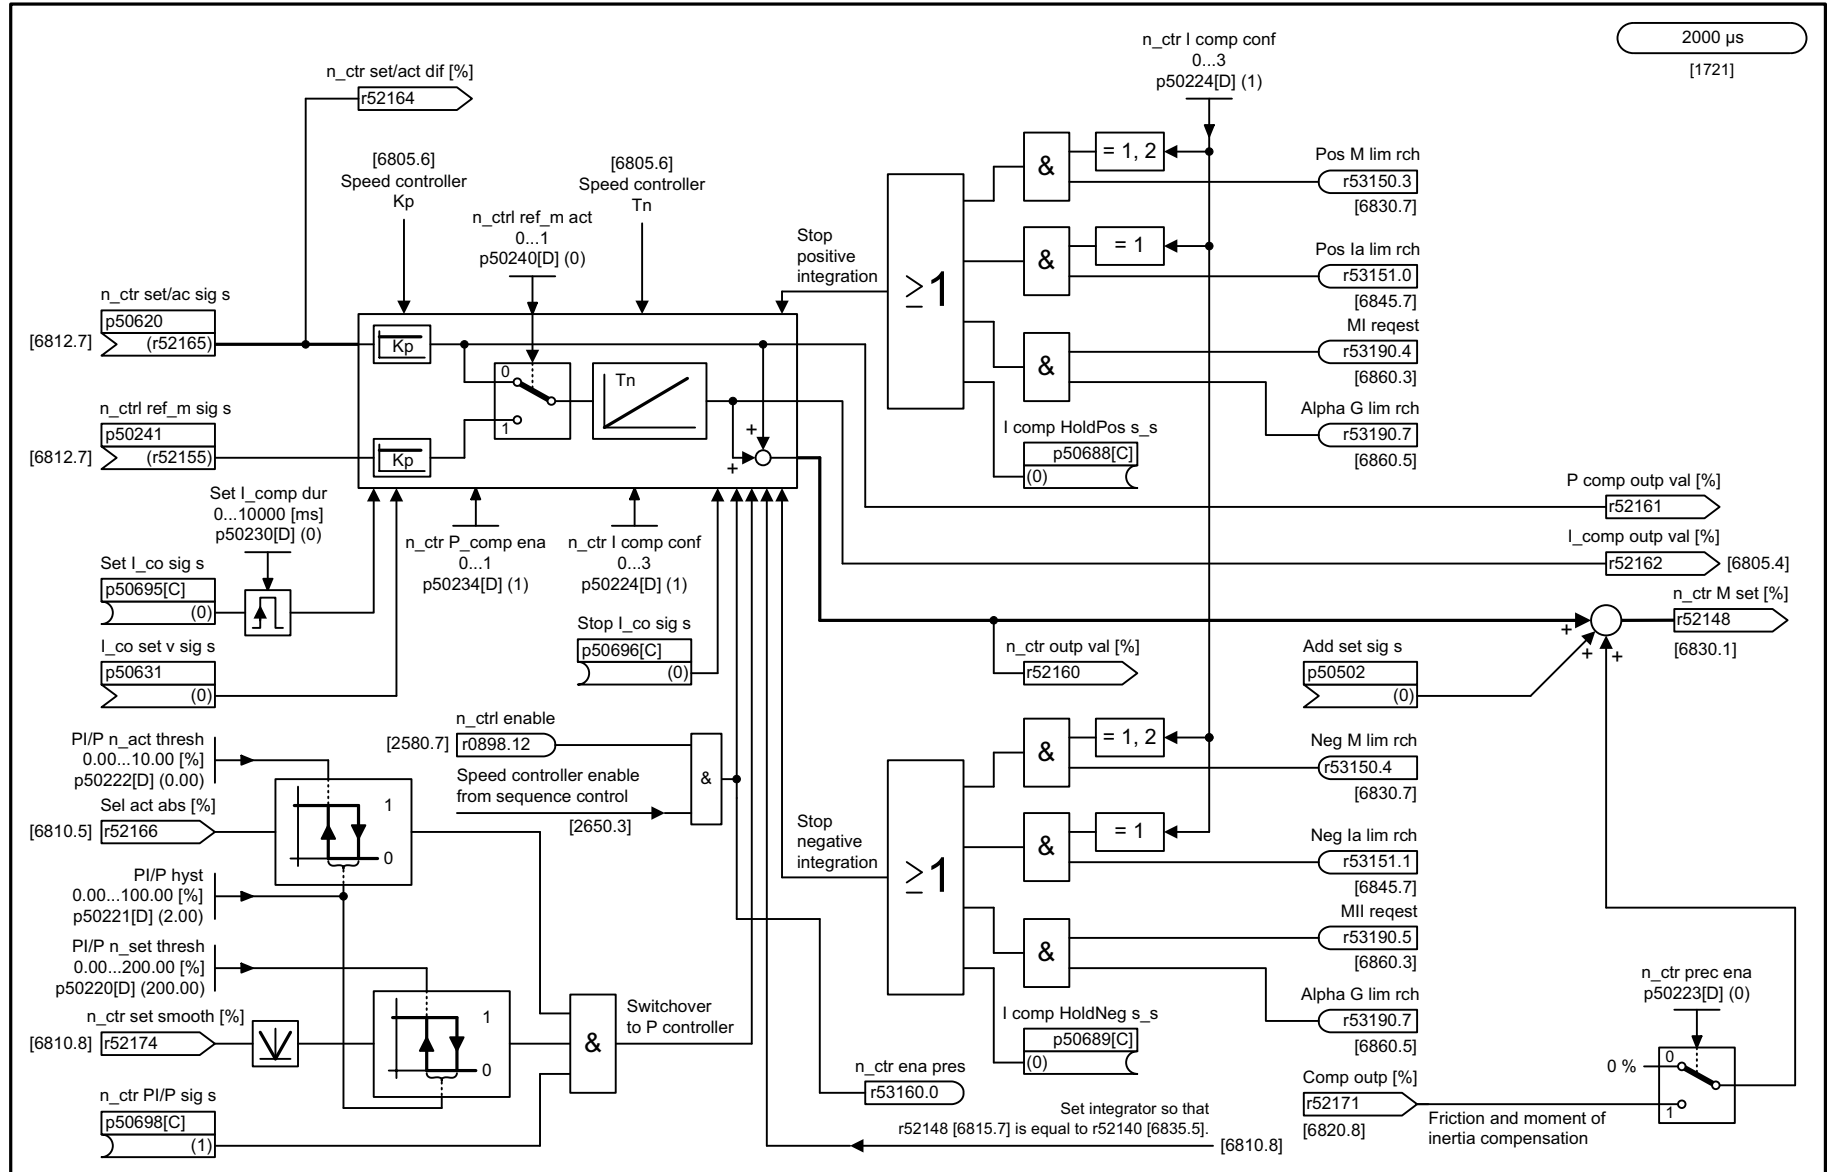 2000 µs
[1721]
n_ctr I comp conf
0...3
p50224[D] (1)
n_ctr set/act dif [%]
r52164
[6805.6]
Speed controller
Kp
[6805.6]
Speed controller
Tn
n_ctrl ref_m act
0...1
p50240[D] (0)
Stop
positive
integration
≥1
&
= 1, 2
Pos M lim rch
r53150.3
[6830.7]
&
= 1
Pos Ia lim rch
r53151.0
[6845.7]
&
MI reqest
r53190.4
[6860.3]
Alpha G lim rch
r53190.7
[6860.5]
I comp HoldPos s_s
p50688[C]
(0)
n_ctr set/ac sig s
p50620
[6812.7]
(r52165)
Kp
0
1
Tn
+
+
n_ctrl ref_m sig s
p50241
[6812.7]
(r52155)
Kp
P comp outp val [%]
r52161
I_comp outp val [%]
r52162
[6805.4]
Set I_comp dur
0...10000 [ms]
p50230[D] (0)
n_ctr P_comp ena
0...1
p50234[D] (1)
n_ctr I comp conf
0...3
p50224[D] (1)
Set I_co sig s
p50695[C]
(0)
I_co set v sig s
p50631
(0)
Stop I_co sig s
p50696[C]
(0)
n_ctr outp val [%]
r52160
Add set sig s
p50502
(0)
+
+
+
n_ctr M set [%]
r52148
[6830.1]
n_ctrl enable
[2580.7]
r0898.12
Speed controller enable
from sequence control
[2650.3]
&
PI/P n_act thresh
0.00...10.00 [%]
p50222[D] (0.00)
Sel act abs [%]
[6810.5]
r52166
1
0
PI/P hyst
0.00...100.00 [%]
p50221[D] (2.00)
PI/P n_set thresh
0.00...200.00 [%]
p50220[D] (200.00)
n_ctr set smooth [%]
[6810.8]
r52174
1
0
n_ctr PI/P sig s
p50698[C]
(1)
&
Switchover
to P controller
Stop
negative
integration
≥1
&
= 1, 2
Neg M lim rch
r53150.4
[6830.7]
&
= 1
Neg Ia lim rch
r53151.1
[6845.7]
&
MII reqest
r53190.5
[6860.3]
Alpha G lim rch
r53190.7
[6860.5]
I comp HoldNeg s_s
p50689[C]
(0)
n_ctr ena pres
r53160.0
Set integrator so that
r52148 [6815.7] is equal to r52140 [6835.5].
[6810.8]
n_ctr prec ena
p50223[D] (0)
0 %
0
1
Comp outp [%]
r52171
[6820.8]
Friction and moment of
inertia compensation